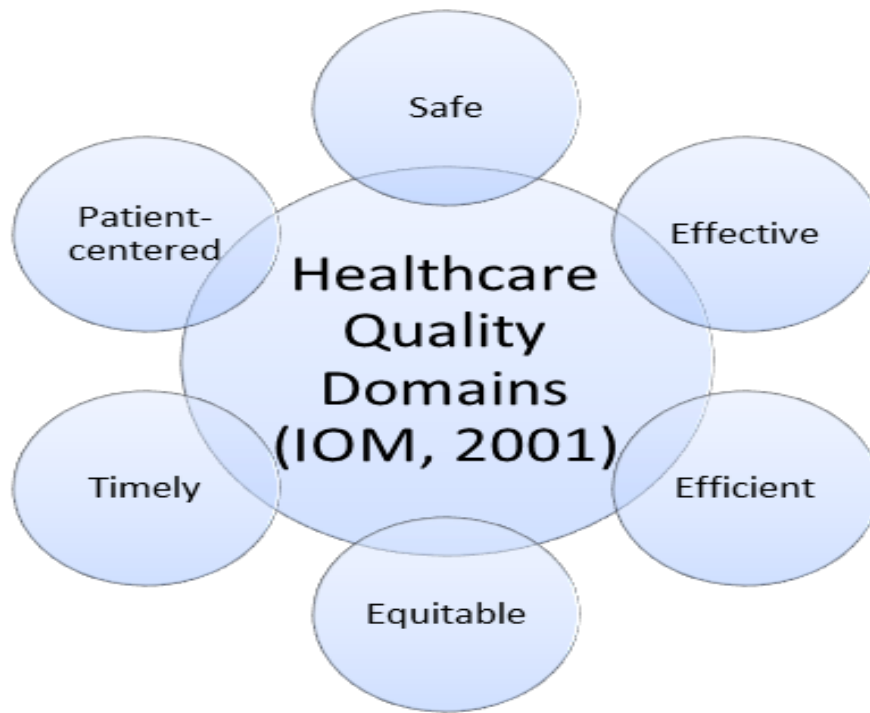 Safe
Effective
Efficient
Equitable
Timely
Patient-
centered
Healthcare
Quality
Domains
(IOM, 2001)